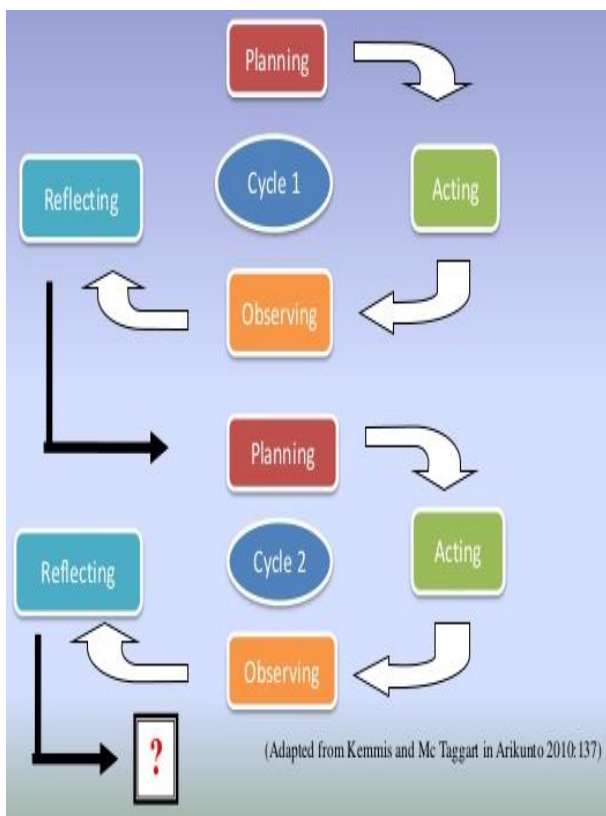 Planning
Reflecting
Cycle 1
Acting
Observing
Planning
Reflecting
Cycle 2
Acting
Observing
?
(Adapted from Kemmis and Mc Taggart in Arikunto 2010:137)